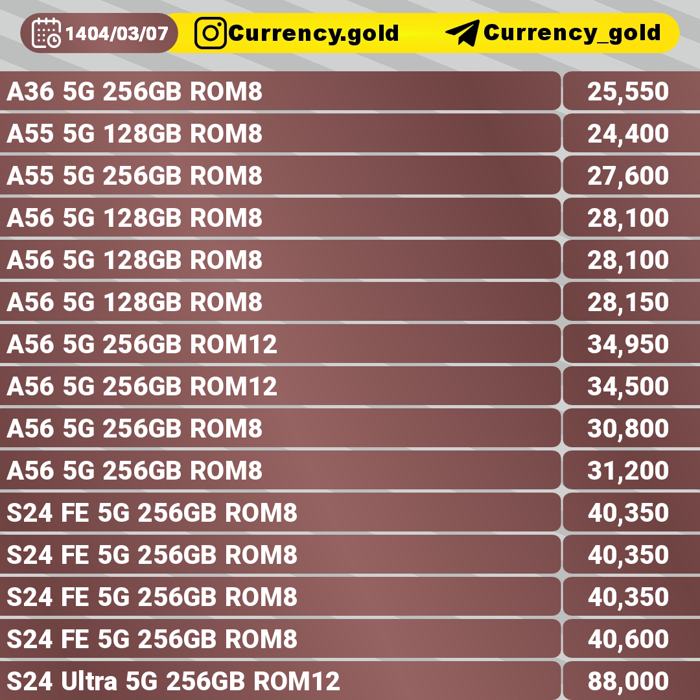 1404/03/07 Currency.gold Currency_gold
A36 5G 256GB ROM8 25,550
A55 5G 128GB ROM8 24,400
A55 5G 256GB ROM8 27,600
A56 5G 128GB ROM8 28,100
A56 5G 128GB ROM8 28,100
A56 5G 128GB ROM8 28,150
A56 5G 256GB ROM12 34,950
A56 5G 256GB ROM12 34,500
A56 5G 256GB ROM8 30,800
A56 5G 256GB ROM8 31,200
S24 FE 5G 256GB ROM8 40,350
S24 FE 5G 256GB ROM8 40,350
S24 FE 5G 256GB ROM8 40,350
S24 FE 5G 256GB ROM8 40,600
S24 Ultra 5G 256GB ROM12 88,000